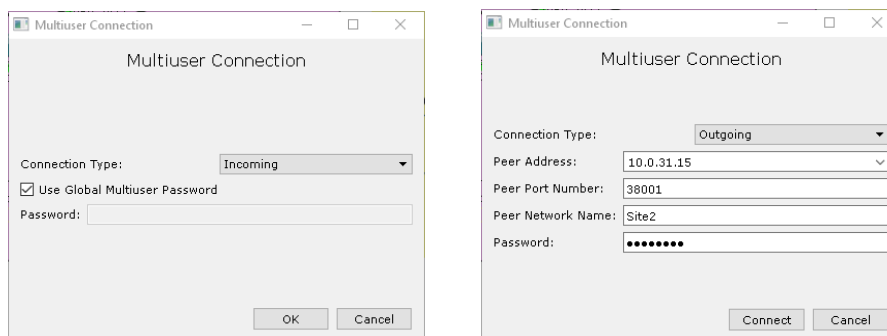 Multiuser Connection
Multiuser Connection
Connection Type: Incoming
Use Global Multiuser Password
Password:
OK Cancel
Multiuser Connection
Multiuser Connection
Connection Type: Outgoing
Peer Address: 10.0.31.15
Peer Port Number: 38001
Peer Network Name: Site2
Password: ●●●●●●●●
Connect Cancel